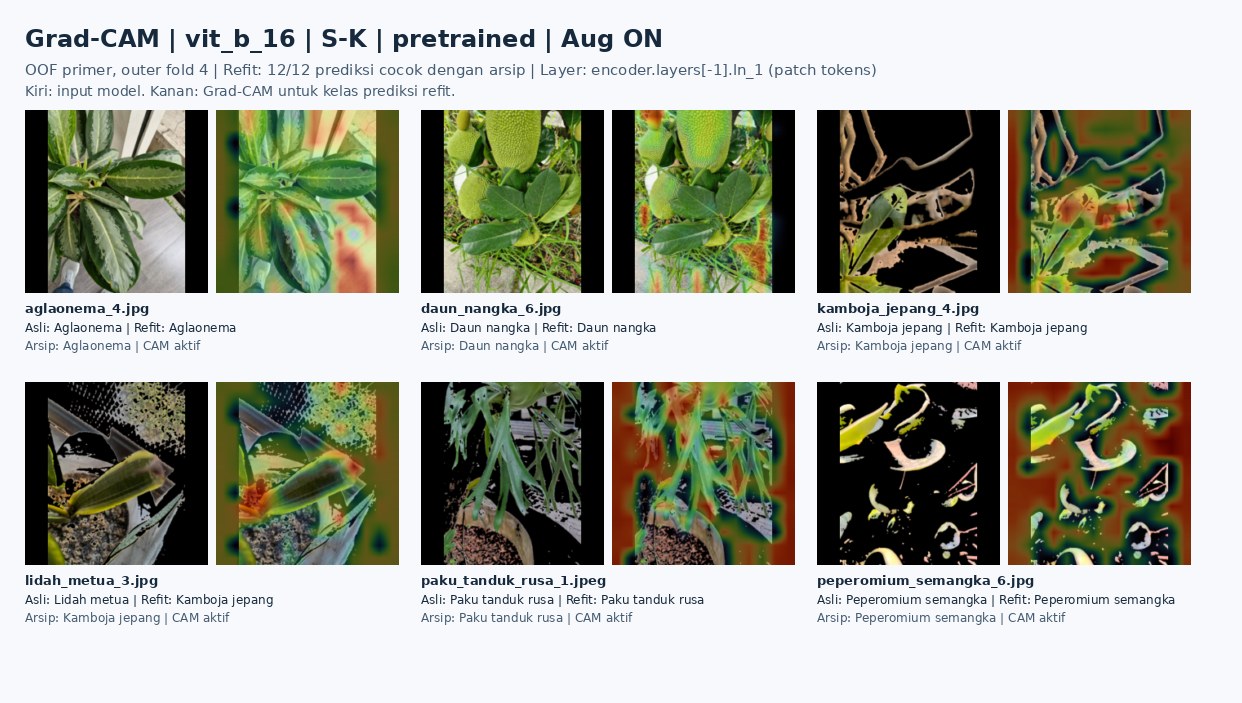 Grad-CAM | vit_b_16 | S-K | pretrained | Aug ON
OOF primer, outer fold 4 | Refit: 12/12 prediksi cocok dengan arsip | Layer: encoder.layers[-1].ln_1 (patch tokens)
Kiri: input model. Kanan: Grad-CAM untuk kelas prediksi refit.
aglaonema_4.jpg
Asli: Aglaonema | Refit: Aglaonema
Arsip: Aglaonema | CAM aktif
daun_nangka_6.jpg
Asli: Daun nangka | Refit: Daun nangka
Arsip: Daun nangka | CAM aktif
kamboja_jepang_4.jpg
Asli: Kamboja jepang | Refit: Kamboja jepang
Arsip: Kamboja jepang | CAM aktif
lidah_metua_3.jpg
Asli: Lidah metua | Refit: Kamboja jepang
Arsip: Kamboja jepang | CAM aktif
paku_tanduk_rusa_1.jpeg
Asli: Paku tanduk rusa | Refit: Paku tanduk rusa
Arsip: Paku tanduk rusa | CAM aktif
peperomium_semangka_6.jpg
Asli: Peperomium semangka | Refit: Peperomium semangka
Arsip: Peperomium semangka | CAM aktif